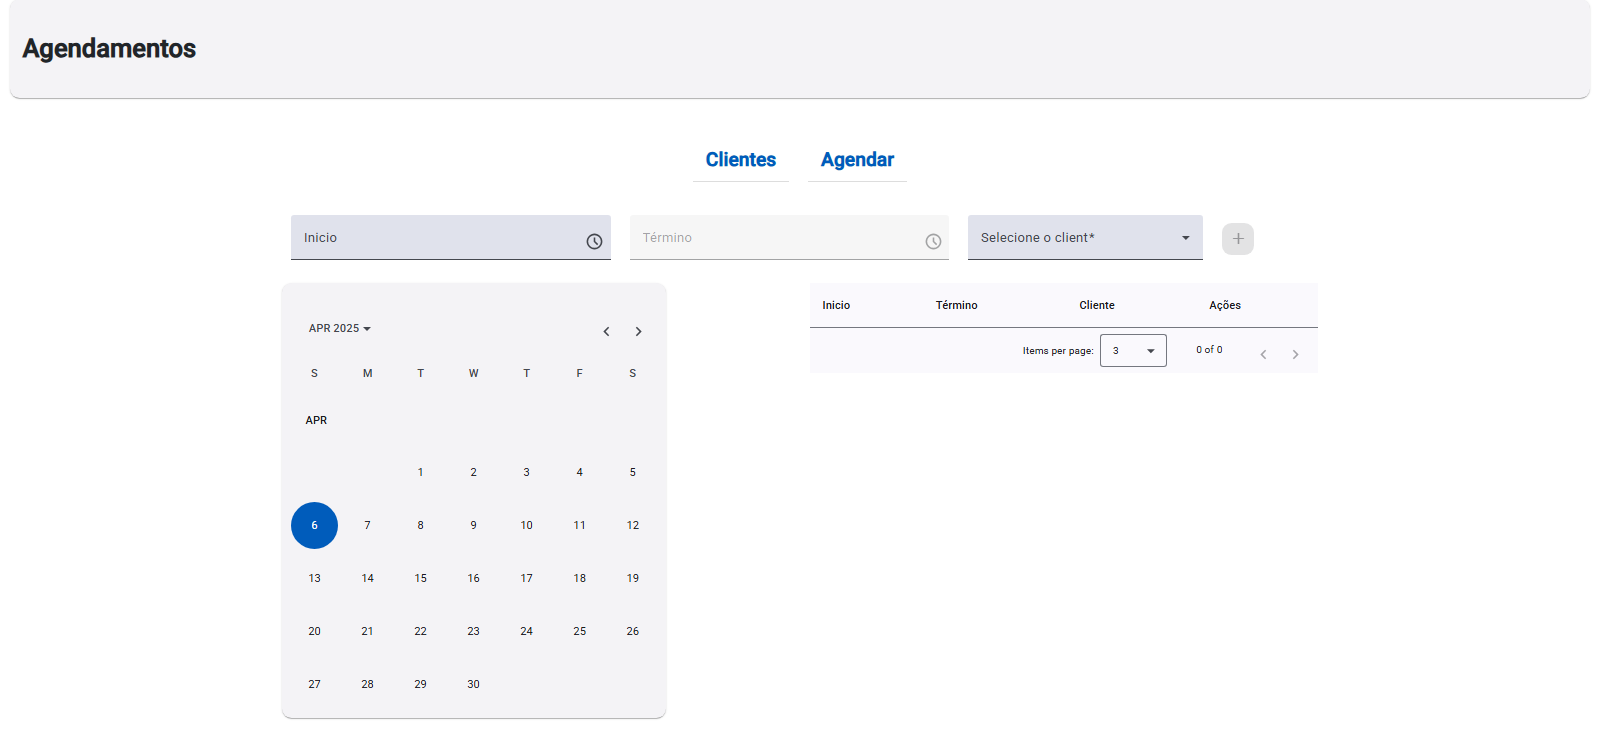 Agendamentos
Clientes Agendar
Inicio Término Selecione o client* +
APR 2025
S M T W T F S
APR
1 2 3 4 5
6 7 8 9 10 11 12
13 14 15 16 17 18 19
20 21 22 23 24 25 26
27 28 29 30
Inicio Término Cliente Ações
Items per page: 3 0 of 0